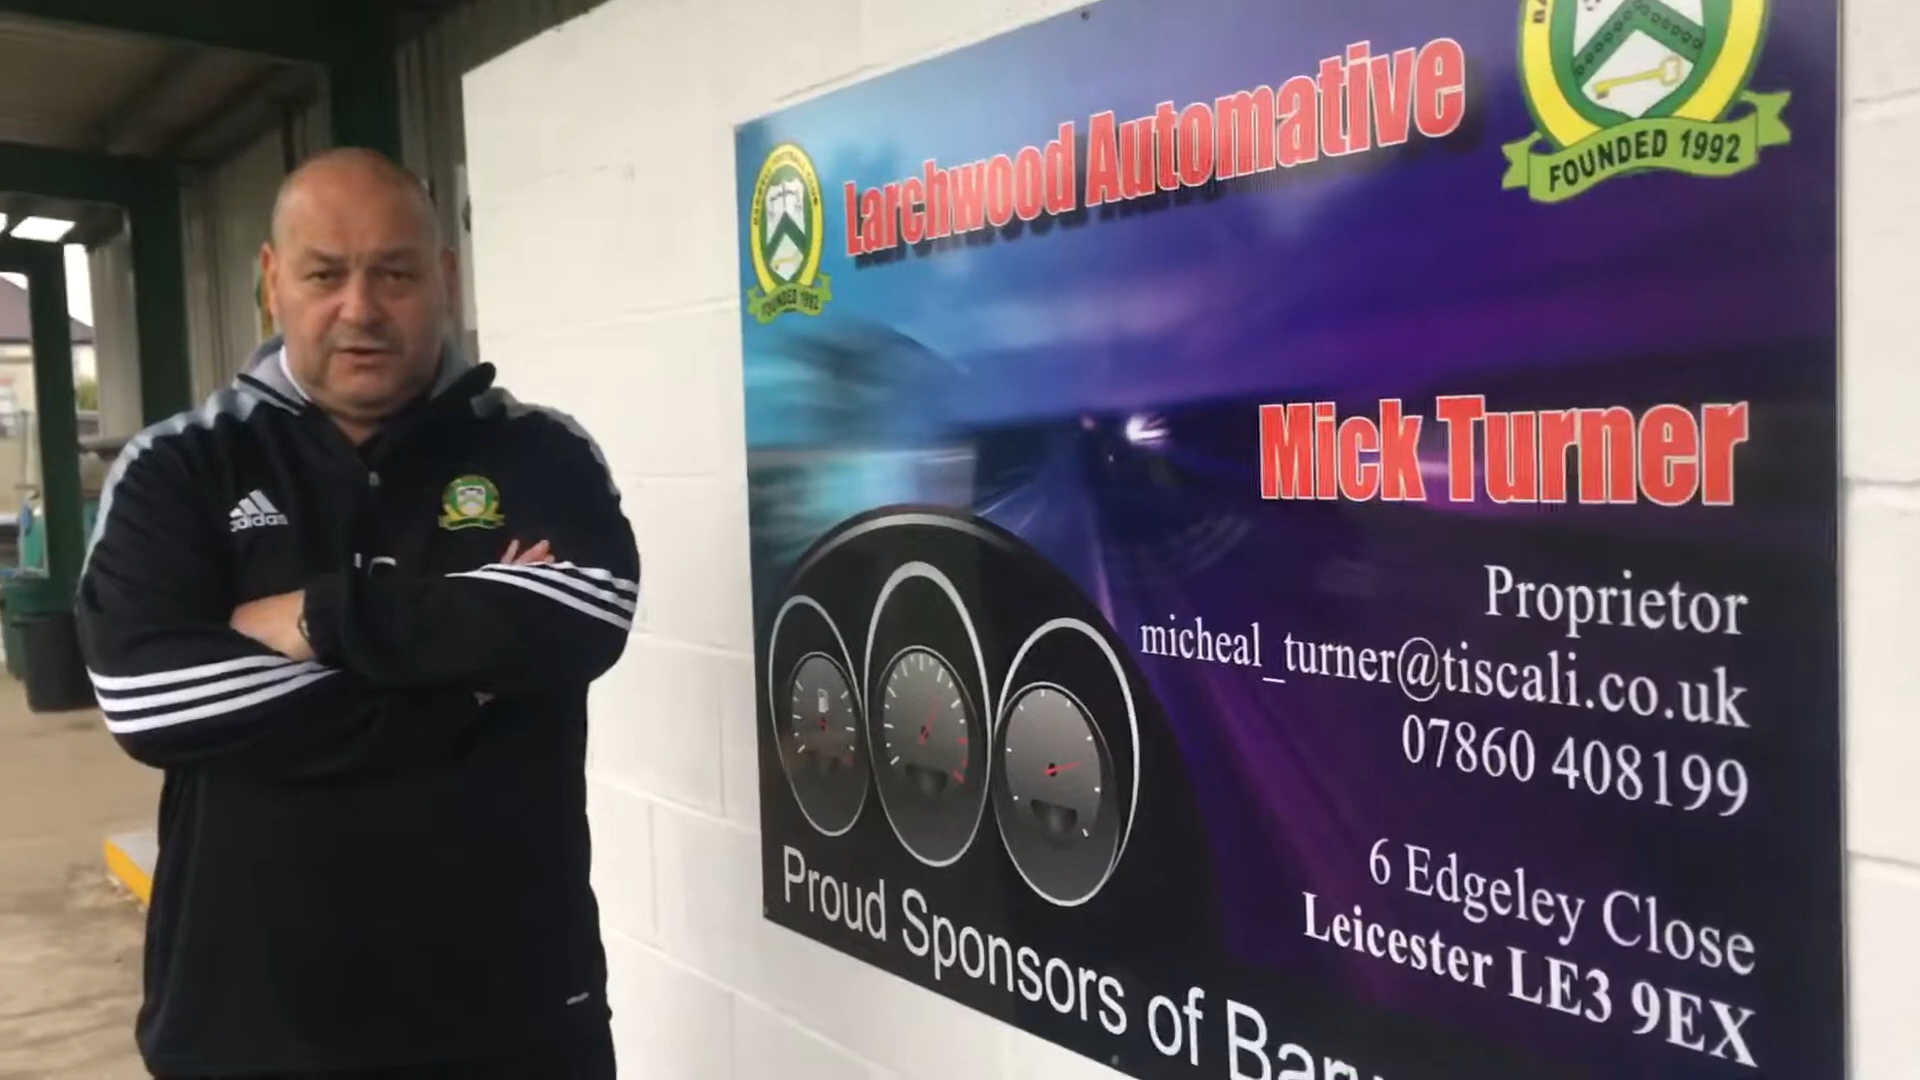 Larchwood Automative
FOUNDED 1992
FOUNDED 1992
Mick Turner
Proprietor
micheal_turner@tiscali.co.uk
07860 408199
6 Edgeley Close
Leicester LE3 9EX
Proud Sponsors of
adidas